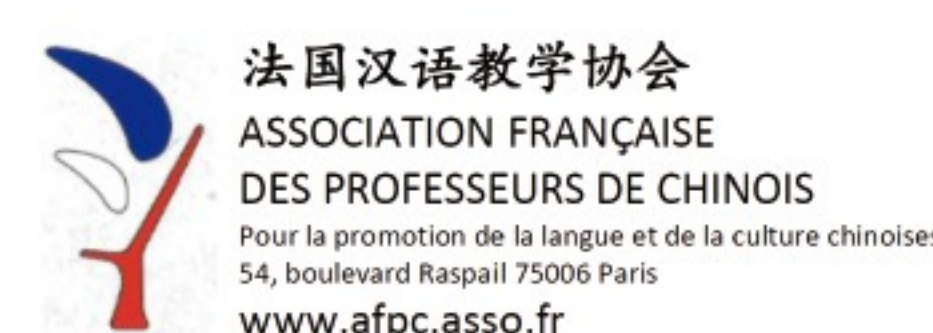 法国汉语教学协会
ASSOCIATION FRANÇAISE
DES PROFESSEURS DE CHINOIS
Pour la promotion de la langue et de la culture chinoises
54, boulevard Raspail 75006 Paris
www.afpc.asso.fr